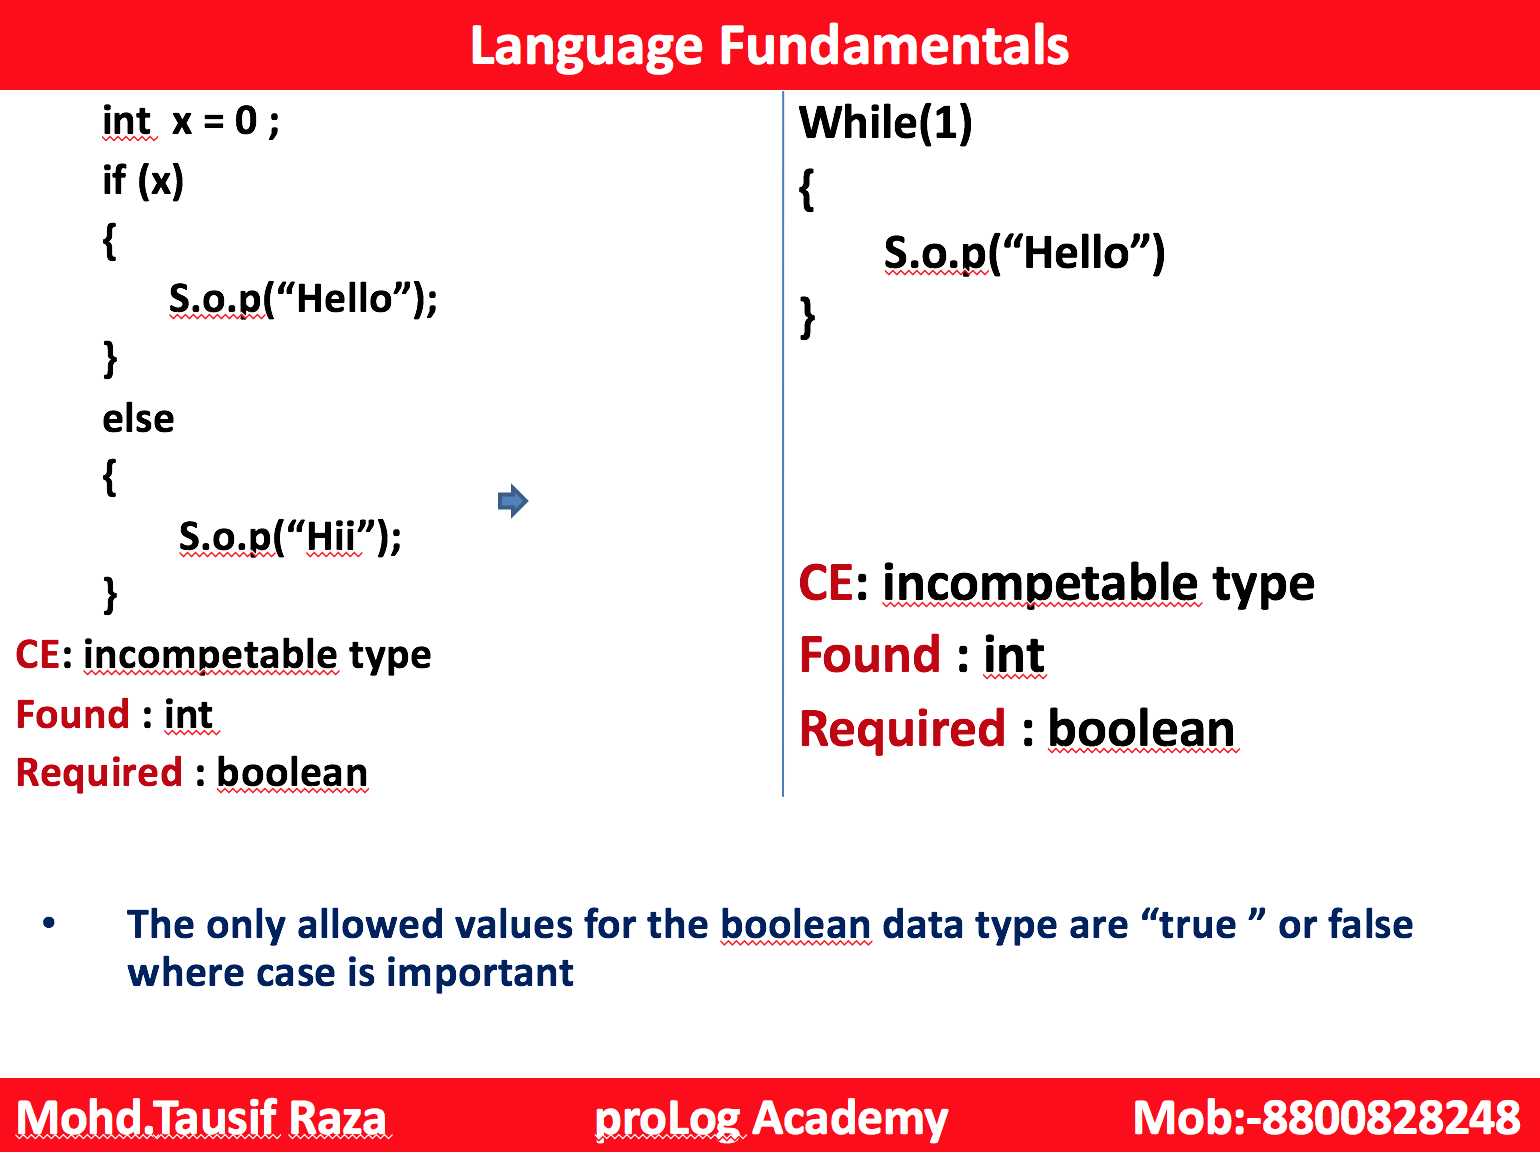 Language Fundamentals
int x = 0 ;
if (x)
{
S.o.p(“Hello”);
}
else
{
S.o.p(“Hii”);
}
CE: incompetable type
Found : int
Required : boolean
While(1)
{
S.o.p(“Hello”)
}
CE: incompetable type
Found : int
Required : boolean
• The only allowed values for the boolean data type are “true ” or false
where case is important
Mohd.Tausif Raza proLog Academy Mob:-8800828248